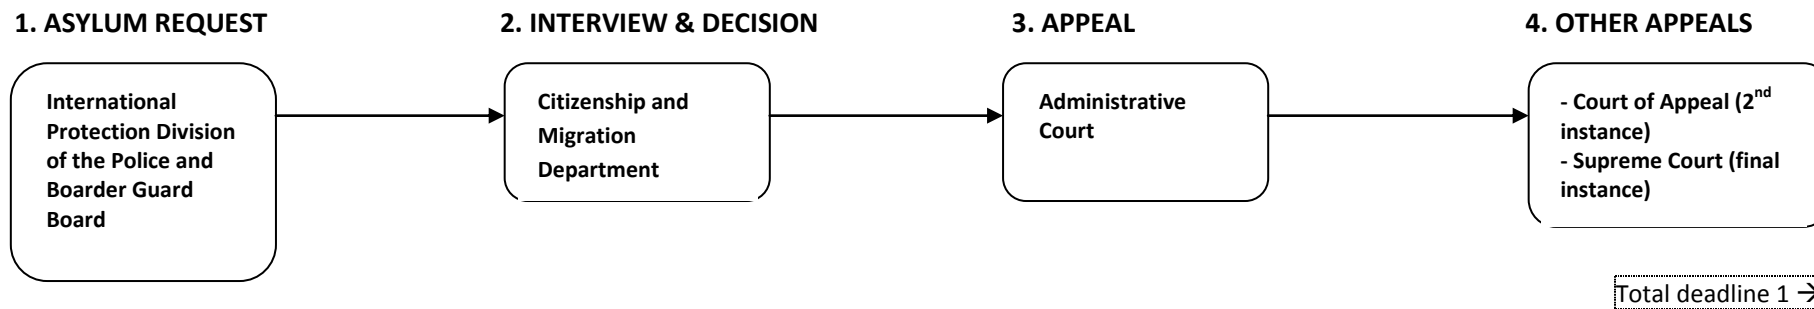 1. ASYLUM REQUEST
2. INTERVIEW & DECISION
3. APPEAL
4. OTHER APPEALS
International
Protection Division
of the Police and
Boarder Guard
Board
Citizenship and
Migration
Department
Administrative
Court
- Court of Appeal (2nd
instance)
- Supreme Court (final
instance)
Total deadline 1 →